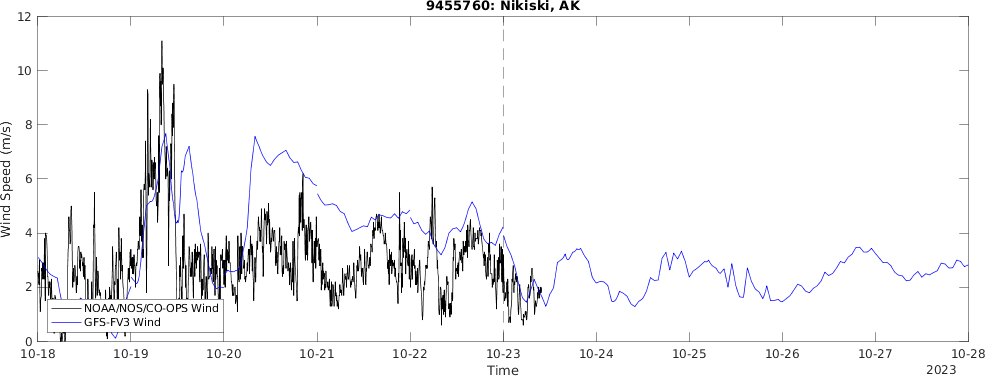 9455760: Nikiski, AK
12
10
8
6
4
2
0
Wind Speed (m/s)
NOAA/NOS/CO-OPS Wind
GFS-FV3 Wind
10-18 10-19 10-20 10-21 10-22 10-23 10-24 10-25 10-26 10-27 10-28
Time
2023